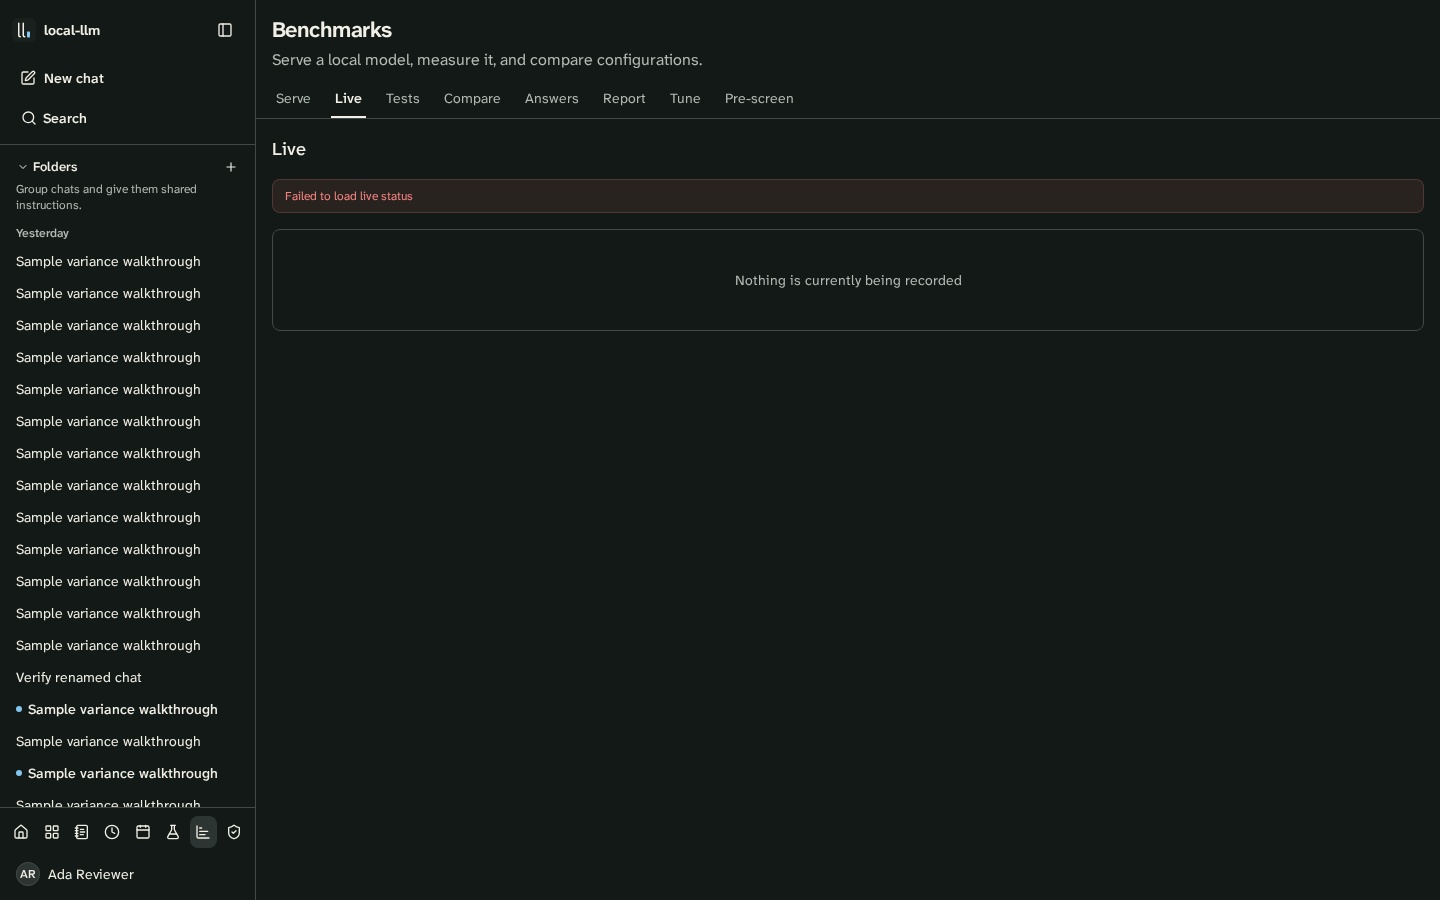 local-llm
New chat
Search
Folders
Group chats and give them shared
instructions.
Yesterday
Sample variance walkthrough
Sample variance walkthrough
Sample variance walkthrough
Sample variance walkthrough
Sample variance walkthrough
Sample variance walkthrough
Sample variance walkthrough
Sample variance walkthrough
Sample variance walkthrough
Sample variance walkthrough
Sample variance walkthrough
Sample variance walkthrough
Sample variance walkthrough
Verify renamed chat
Sample variance walkthrough
Sample variance walkthrough
Sample variance walkthrough
Sample variance walkthrough
AR Ada Reviewer
Benchmarks
Serve a local model, measure it, and compare configurations.
Serve Live Tests Compare Answers Report Tune Pre-screen
Live
Failed to load live status
Nothing is currently being recorded